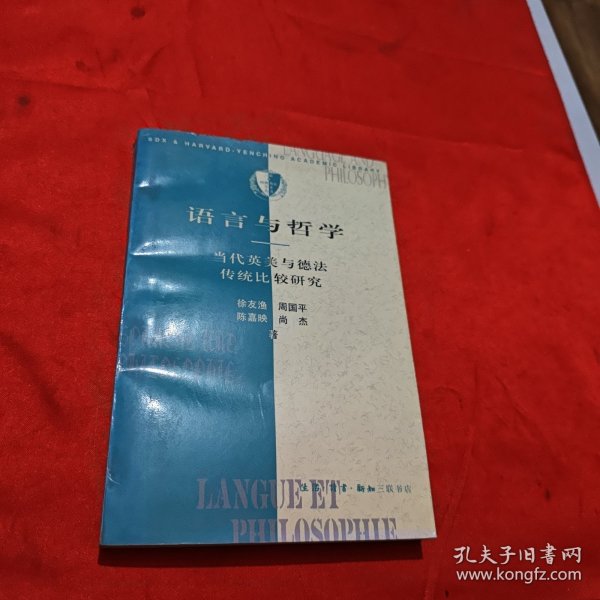 SDX & HARVARD-YENCHING ACADEMIC LIBRARY
LANGUAGE AND
PHILOSOPH
语言与哲学
当代英美与德法
传统比较研究
徐友渔 周国平
陈嘉映 尚杰
著
LANGUE ET
PHILOSOPHIE
生活·读书·新知三联书店
孔夫子旧书网
www.kongfz.com